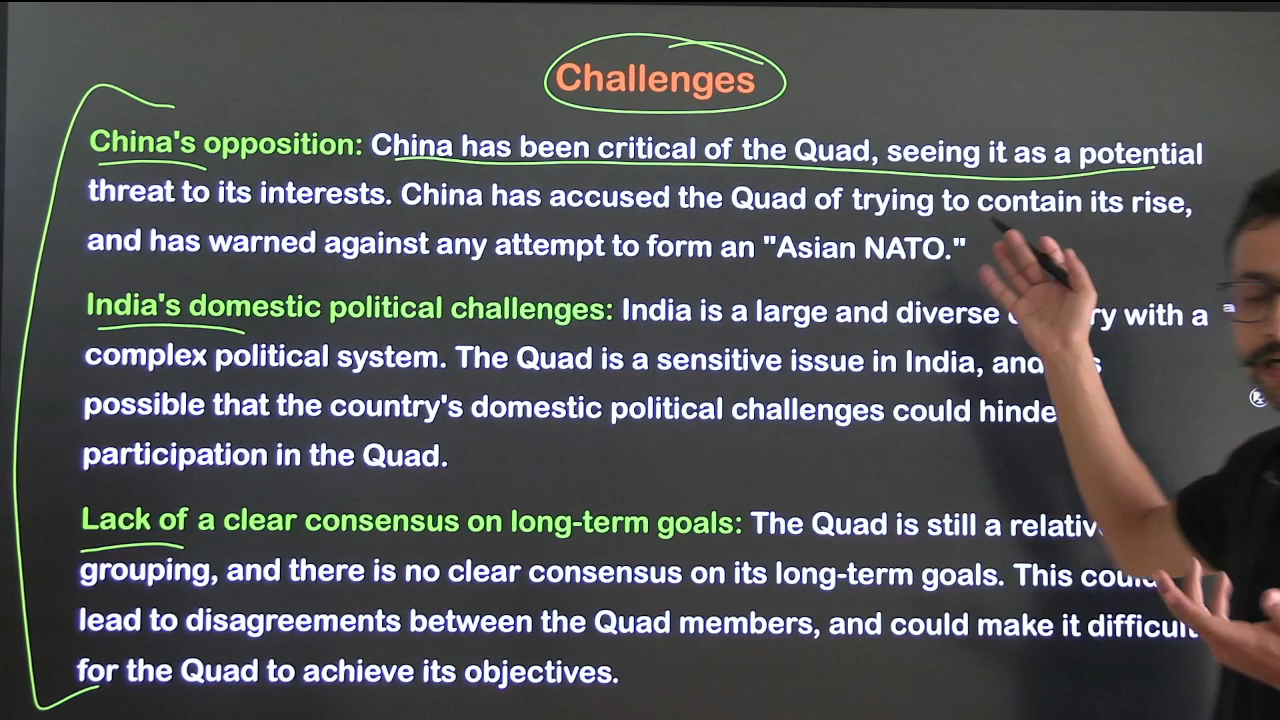 Challenges
China's opposition: China has been critical of the Quad, seeing it as a potential
threat to its interests. China has accused the Quad of trying to contain its rise,
and has warned against any attempt to form an "Asian NATO."
India's domestic political challenges: India is a large and diverse with a
complex political system. The Quad is a sensitive issue in India, and
possible that the country's domestic political challenges could
participation in the Quad.
Lack of a clear consensus on long-term goals: The Quad is still a
grouping, and there is no clear consensus on its long-term goals. This could
lead to disagreements between the Quad members, and could make it difficult
for the Quad to achieve its objectives.